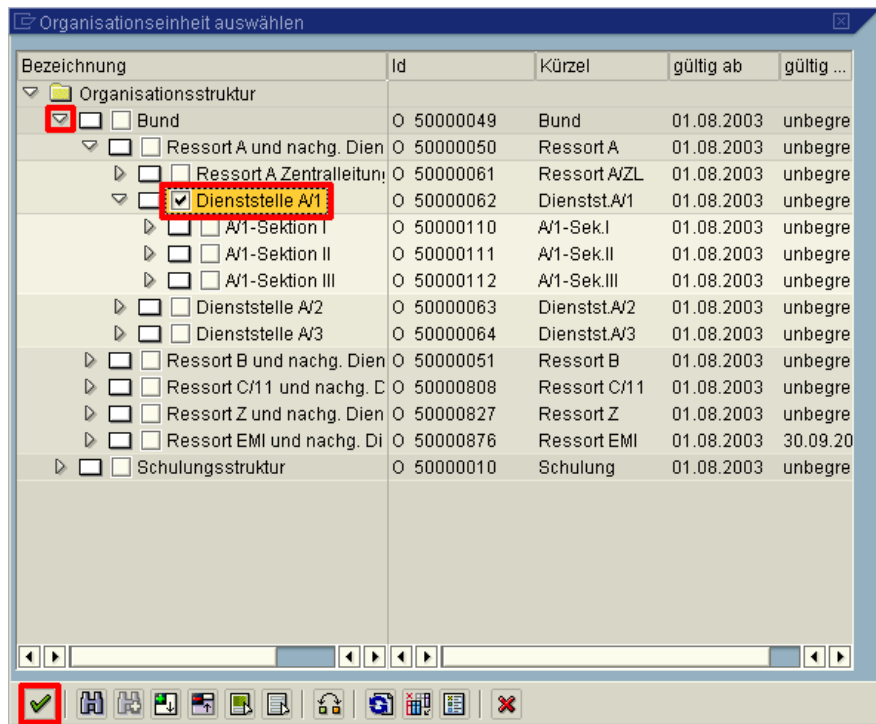 Organisationseinheit auswählen
Bezeichnung Id Kürzel gültig ab gültig ...
Organisationsstruktur
Bund O 50000049 Bund 01.08.2003 unbegre
Ressort A und nachg. Dien O 50000050 Ressort A 01.08.2003 unbegre
Ressort A Zentralleitung O 50000061 Ressort A/ZL 01.08.2003 unbegre
Dienststelle A/1 O 50000062 Dienstst.A/1 01.08.2003 unbegre
A/1-Sektion I O 50000110 A/1-Sek.I 01.08.2003 unbegre
A/1-Sektion II O 50000111 A/1-Sek.II 01.08.2003 unbegre
A/1-Sektion III O 50000112 A/1-Sek.III 01.08.2003 unbegre
Dienststelle A/2 O 50000063 Dienstst.A/2 01.08.2003 unbegre
Dienststelle A/3 O 50000064 Dienstst.A/3 01.08.2003 unbegre
Ressort B und nachg. Dien O 50000051 Ressort B 01.08.2003 unbegre
Ressort C/11 und nachg. D O 50000808 Ressort C/11 01.08.2003 unbegre
Ressort Z und nachg. Dien O 50000827 Ressort Z 01.08.2003 unbegre
Ressort EMI und nachg. Di O 50000876 Ressort EMI 01.08.2003 30.09.20
Schulungsstruktur O 50000010 Schulung 01.08.2003 unbegre